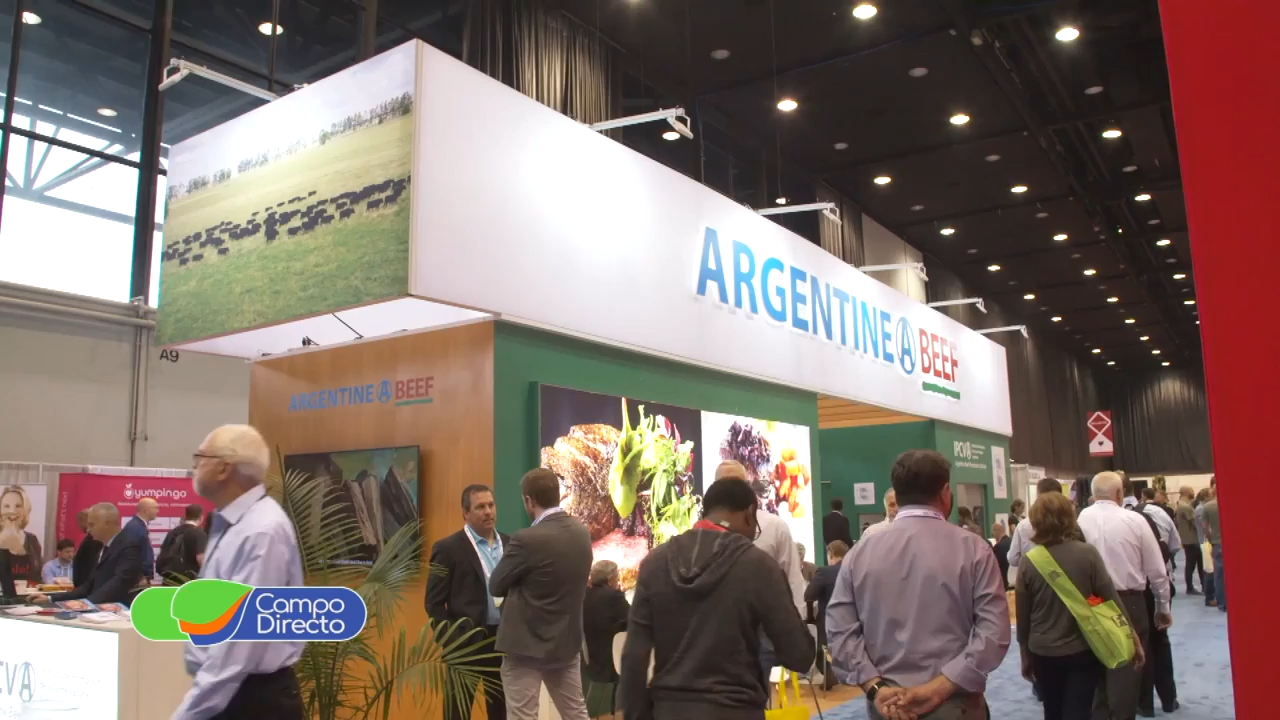 ARGENTINE A BEEF
A9
ARGENTINE A BEEF
IPCVA
yumpingo
Campo
Directo